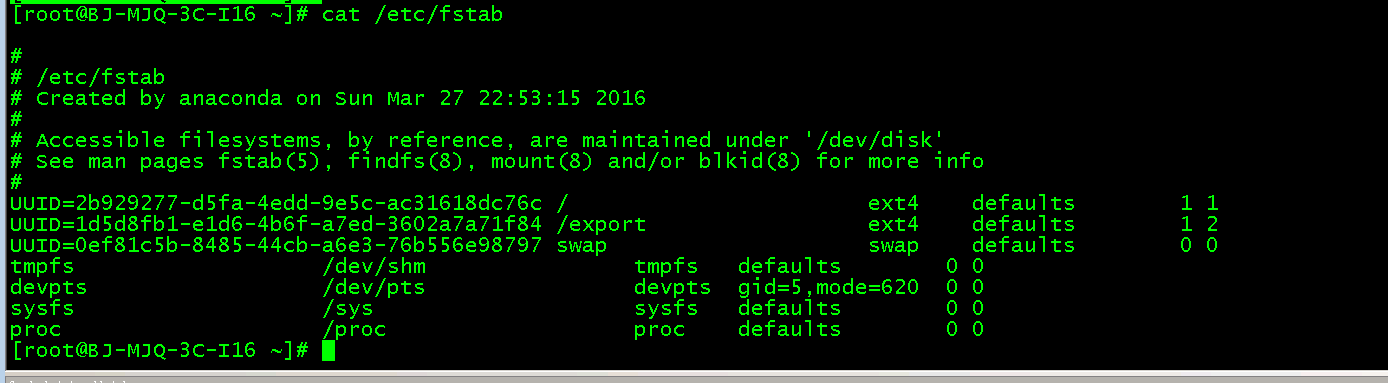 [root@BJ-MJQ-3C-I16 ~]# cat /etc/fstab
#
# /etc/fstab
# Created by anaconda on Sun Mar 27 22:53:15 2016
#
# Accessible filesystems, by reference, are maintained under '/dev/disk'
# See man pages fstab(5), findfs(8), mount(8) and/or blkid(8) for more info
#
UUID=2b929277-d5fa-4edd-9e5c-ac31618dc76c / ext4 defaults 1 1
UUID=1d5d8fb1-e1d6-4b6f-a7ed-3602a7a71f84 /export ext4 defaults 1 2
UUID=0ef81c5b-8485-44cb-a6e3-76b556e98797 swap swap defaults 0 0
tmpfs /dev/shm tmpfs defaults 0 0
devpts /dev/pts devpts gid=5,mode=620 0 0
sysfs /sys sysfs defaults 0 0
proc /proc proc defaults 0 0
[root@BJ-MJQ-3C-I16 ~]#